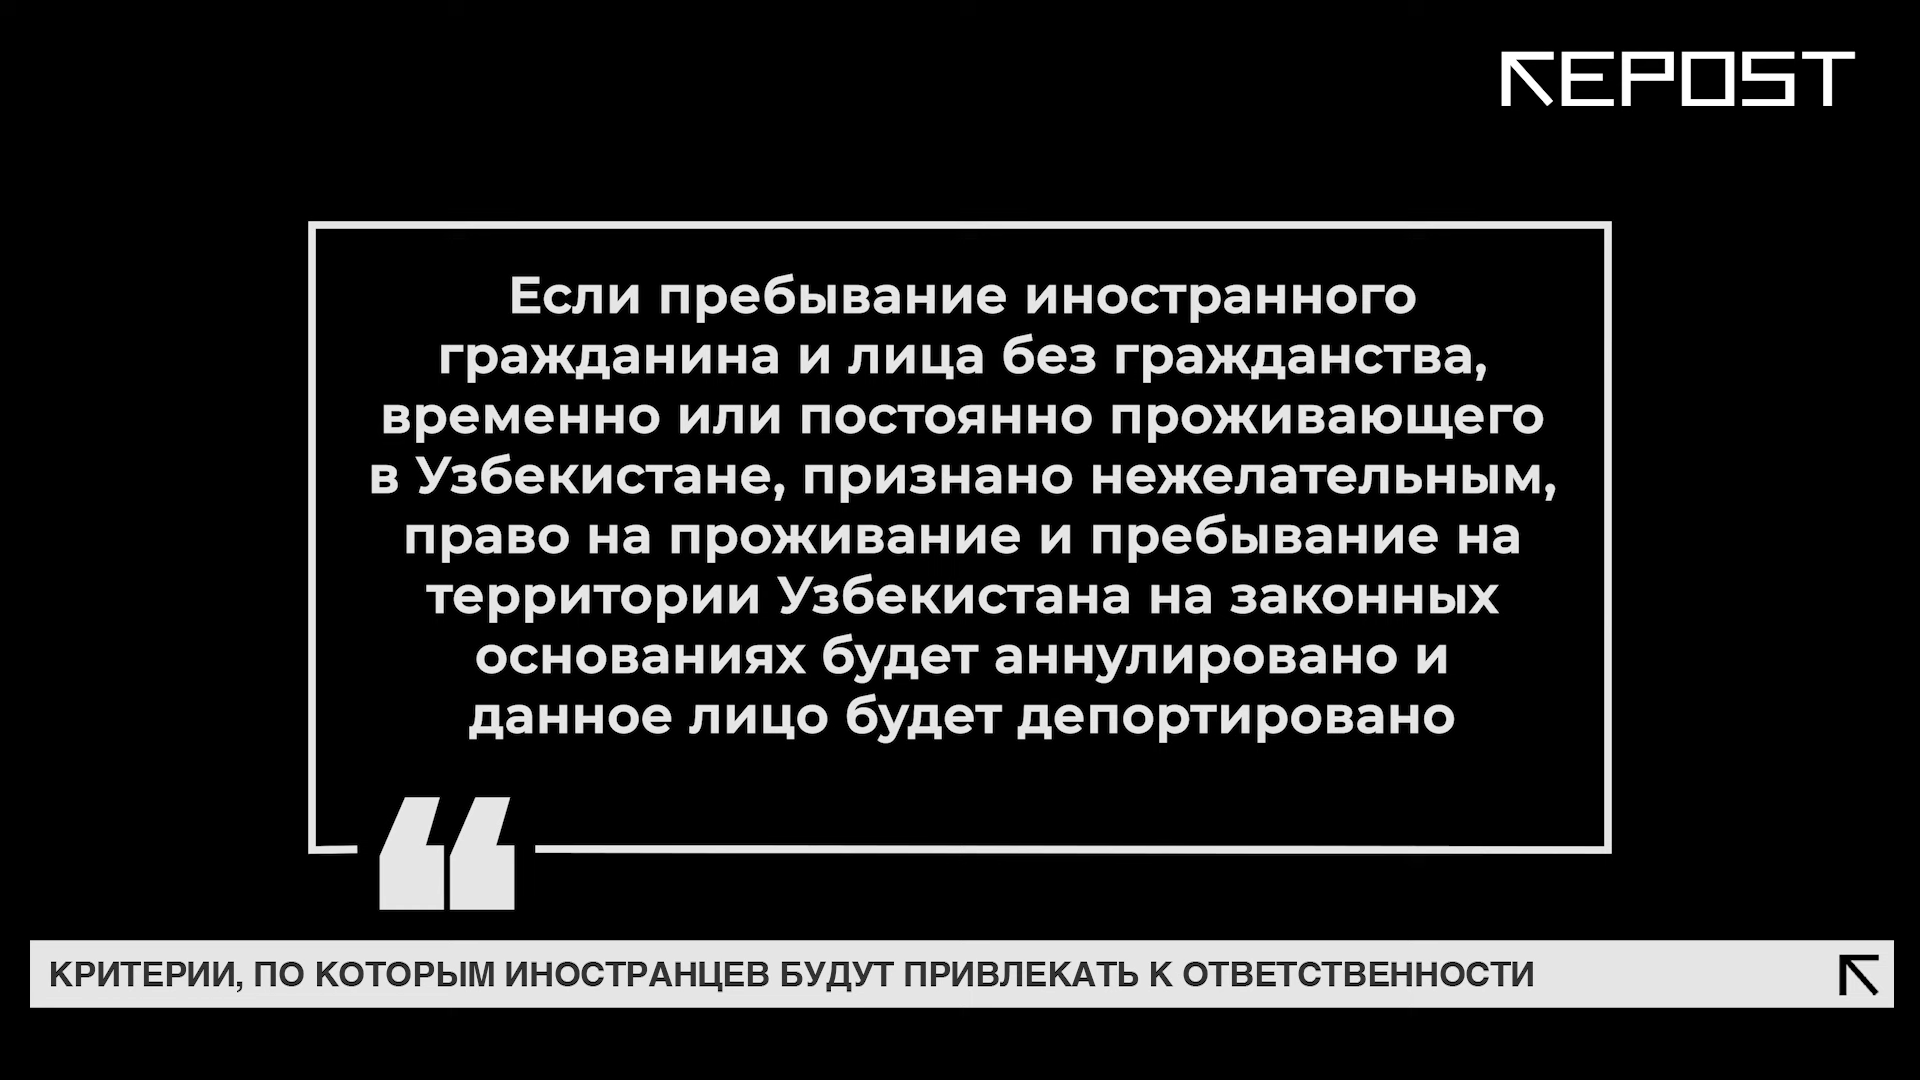 REPOST
Если пребывание иностранного
гражданина и лица без гражданства,
временно или постоянно проживающего
в Узбекистане, признано нежелательным,
право на проживание и пребывание на
территории Узбекистана на законных
основаниях будет аннулировано и
данное лицо будет депортировано
КРИТЕРИИ, ПО КОТОРЫМ ИНОСТРАНЦЕВ БУДУТ ПРИВЛЕКАТЬ К ОТВЕТСТВЕННОСТИ